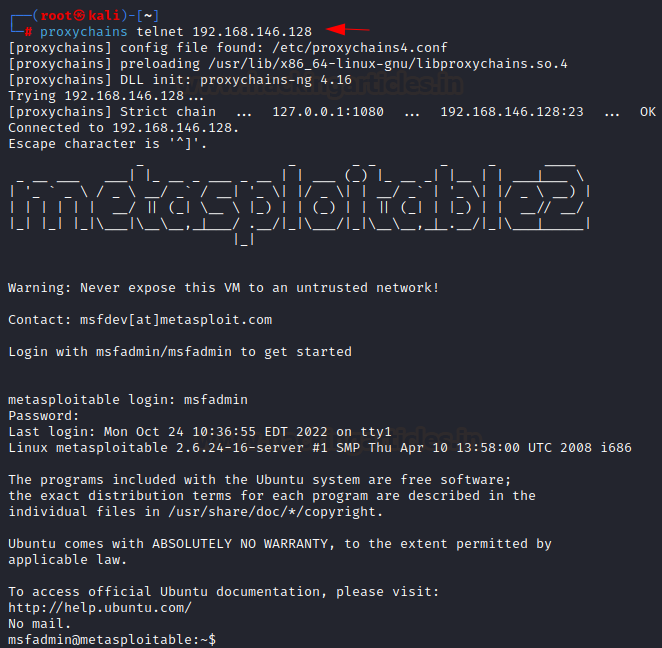 ┌──(root㉿kali)-[~]
└─# proxychains telnet 192.168.146.128
[proxychains] config file found: /etc/proxychains4.conf
[proxychains] preloading /usr/lib/x86_64-linux-gnu/libproxychains.so.4
[proxychains] DLL init: proxychains-ng 4.16
Trying 192.168.146.128...
[proxychains] Strict chain  ...  127.0.0.1:1080  ...  192.168.146.128:23  ...  OK
Connected to 192.168.146.128.
Escape character is '^]'.
metasploitable2
Warning: Never expose this VM to an untrusted network!
Contact: msfdev[at]metasploit.com
Login with msfadmin/msfadmin to get started
metasploitable login: msfadmin
Password:
Last login: Mon Oct 24 10:36:55 EDT 2022 on tty1
Linux metasploitable 2.6.24-16-server #1 SMP Thu Apr 10 13:58:00 UTC 2008 i686
The programs included with the Ubuntu system are free software;
the exact distribution terms for each program are described in the
individual files in /usr/share/doc/*/copyright.
Ubuntu comes with ABSOLUTELY NO WARRANTY, to the extent permitted by
applicable law.
To access official Ubuntu documentation, please visit:
http://help.ubuntu.com/
No mail.
msfadmin@metasploitable:~$